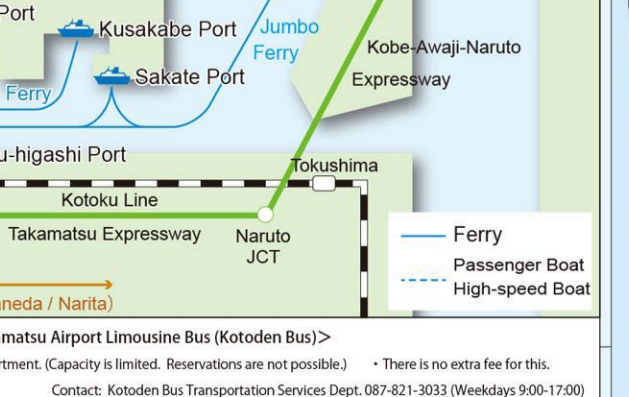 Port
Kusakabe Port
Jumbo
Ferry
Kobe-Awaji-Naruto
Expressway
Sakate Port
Ferry
u-higashi Port
Tokushima
Kotoku Line
Takamatsu Expressway
Naruto
JCT
Ferry
Passenger Boat
High-speed Boat
neda / Narita)
matsu Airport Limousine Bus (Kotoden Bus)>
rtment. (Capacity is limited. Reservations are not possible.) ・There is no extra fee for this.
Contact: Kotoden Bus Transportation Services Dept. 087-821-3033 (Weekdays 9:00-17:00)